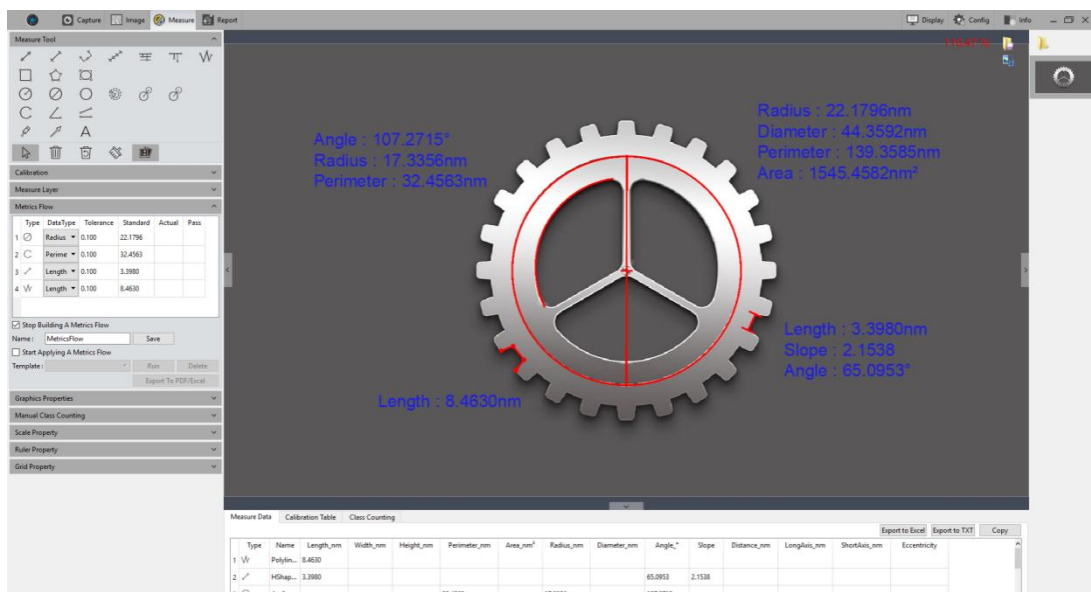 Capture Image Measure Report Display Config Info
Measure Tool
A
Calibration
Measure Layer
Metrics Flow
Type DataType Tolerance Standard Actual Pass
1 Radius 0.100 22.1796
2 Perime 0.100 32.4563
3 Length 0.100 3.3980
4 Length 0.100 8.4630
Stop Building A Metrics Flow
Name: MetricsFlow Save
Start Applying A Metrics Flow
Template: Run Delete
Export To PDF/Excel
Graphics Properties
Manual Class Counting
Scale Property
Ruler Property
Grid Property
Angle : 107.2715°
Radius : 17.3356nm
Perimeter : 32.4563nm
Radius : 22.1796nm
Diameter : 44.3592nm
Perimeter : 139.3585nm
Area : 1545.4582nm²
Length : 3.3980nm
Slope : 2.1538
Angle : 65.0953°
Length : 8.4630nm
Measure Data Calibration Table Class Counting
Export to Excel Export to TXT Copy
Type Name Length_nm Width_nm Height_nm Perimeter_nm Area_nm² Radius_nm Diameter_nm Angle_° Slope Distance_nm LongAxis_nm ShortAxis_nm Eccentricity
1 Polylin... 8.4630
2 HShap... 3.3980 65.0953 2.1538